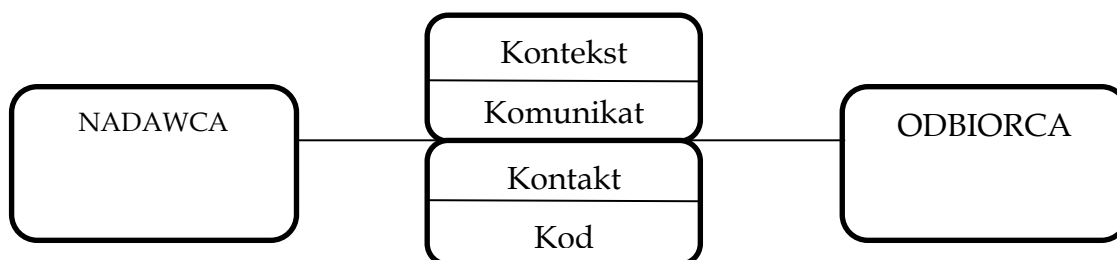 Kontekst
Komunikat
NADAWCA
ODBIORCA
Kontakt
Kod